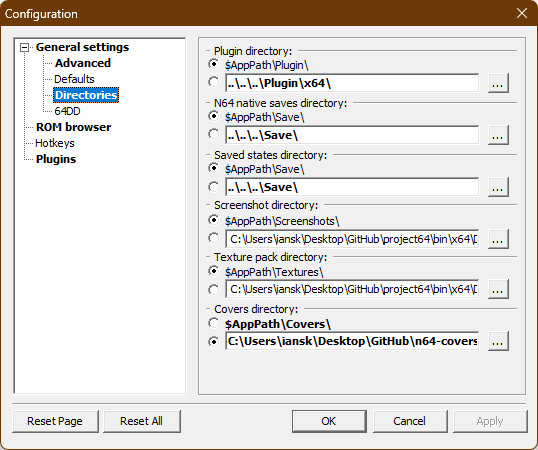 Configuration
General settings
Advanced
Defaults
Directories
64DD
ROM browser
Hotkeys
Plugins
Plugin directory:
$AppPath\Plugin\
..\..\..\Plugin\x64\
...
N64 native saves directory:
$AppPath\Save\
..\..\..\Save\
...
Saved states directory:
$AppPath\Save\
..\..\..\Save\
...
Screenshot directory:
$AppPath\Screenshots\
C:\Users\iansk\Desktop\GitHub\project64\bin\x64\D
...
Texture pack directory:
$AppPath\Textures\
C:\Users\iansk\Desktop\GitHub\project64\bin\x64\D
...
Covers directory:
$AppPath\Covers\
C:\Users\iansk\Desktop\GitHub\n64-covers
...
Reset Page
Reset All
OK
Cancel
Apply